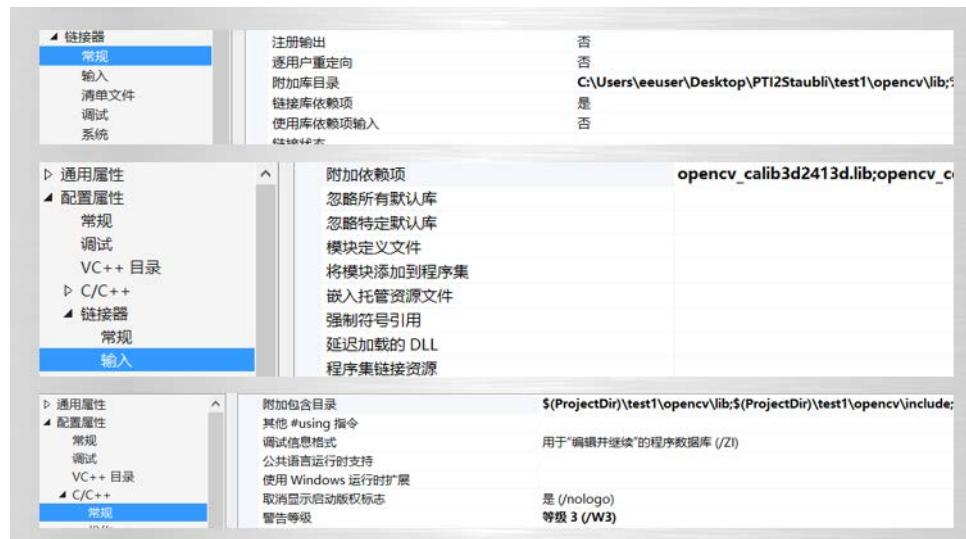 链接器
常规
输入
清单文件
调试
系统
注册输出 否
逐用户重定向 否
附加库目录 C:\Users\eeuser\Desktop\PTI2Staubli\test1\opencv\lib;
链接库依赖项 是
使用库依赖项输入 否
链接状态
通用属性
配置属性
常规
调试
VC++ 目录
C/C++
链接器
常规
输入
附加依赖项 opencv_calib3d2413d.lib;
忽略所有默认库
忽略特定默认库
模块定义文件
将模块添加到程序集
嵌入托管资源文件
强制符号引用
延迟加载的 DLL
程序集链接资源
通用属性
配置属性
常规
调试
VC++ 目录
C/C++
常规
附加包含目录 $(ProjectDir)\test1\opencv\lib;$(ProjectDir)\test1\opencv\include;
其他 #using 指令
调试信息格式 用于“编辑并继续”的程序数据库 (/ZI)
公共语言运行时支持
使用 Windows 运行时扩展
取消显示启动版权标志 是 (/nologo)
警告等级 等级 3 (/W3)